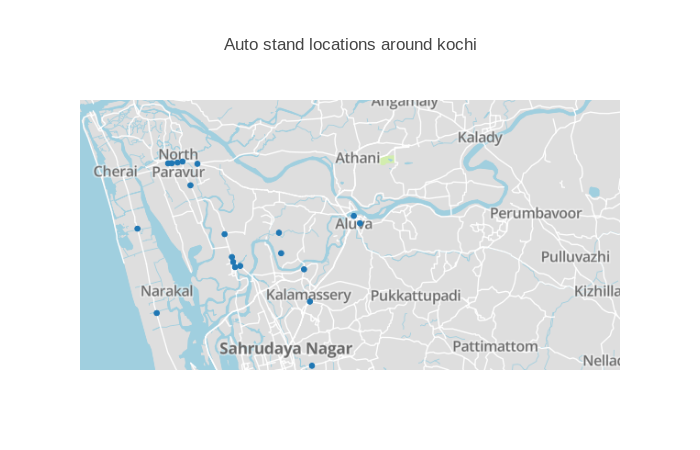 Auto stand locations around kochi
Angamaly
Kalady
North
Paravur
Athani
Cherai
Perumbavoor
Aluva
Pulluvazhi
Narakal
Kalamassery
Pukkattupadi
Kizhilla
Sahrudaya Nagar
Pattimattom
Nellad